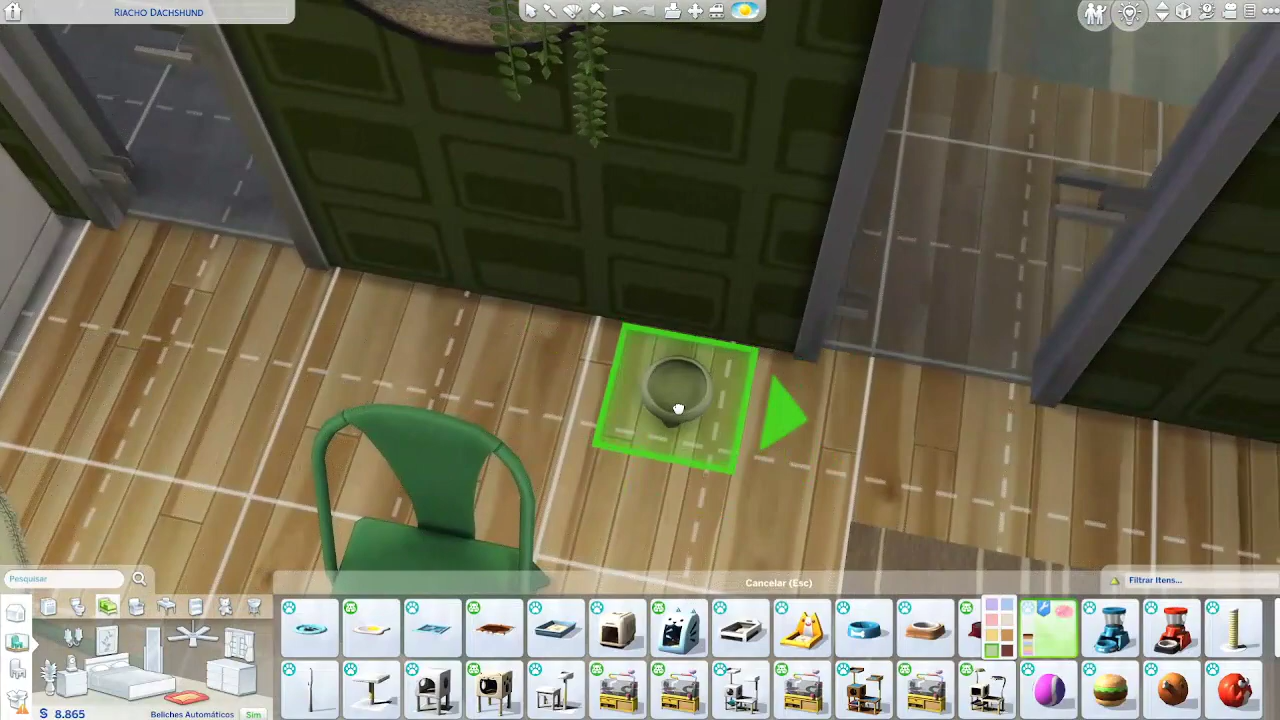 Riacho Dachshund
Cancelar (Esc)
Pesquisar
Filtrar Itens...
$ 8.865
Beliches Automáticos
Sim